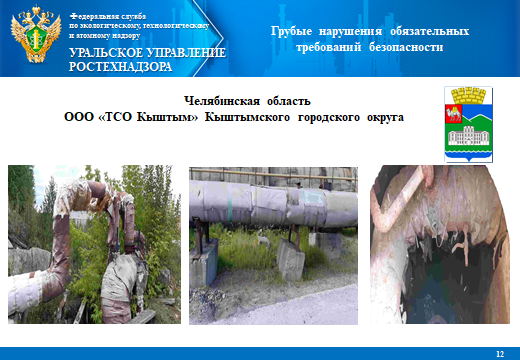 Федеральная служба
по экологическому, технологическому
и атомному надзору
УРАЛЬСКОЕ УПРАВЛЕНИЕ
РОСТЕХНАДЗОРА
Грубые нарушения обязательных
требований безопасности
Челябинская область
ООО «ТСО Кыштым» Кыштымского городского округа
12